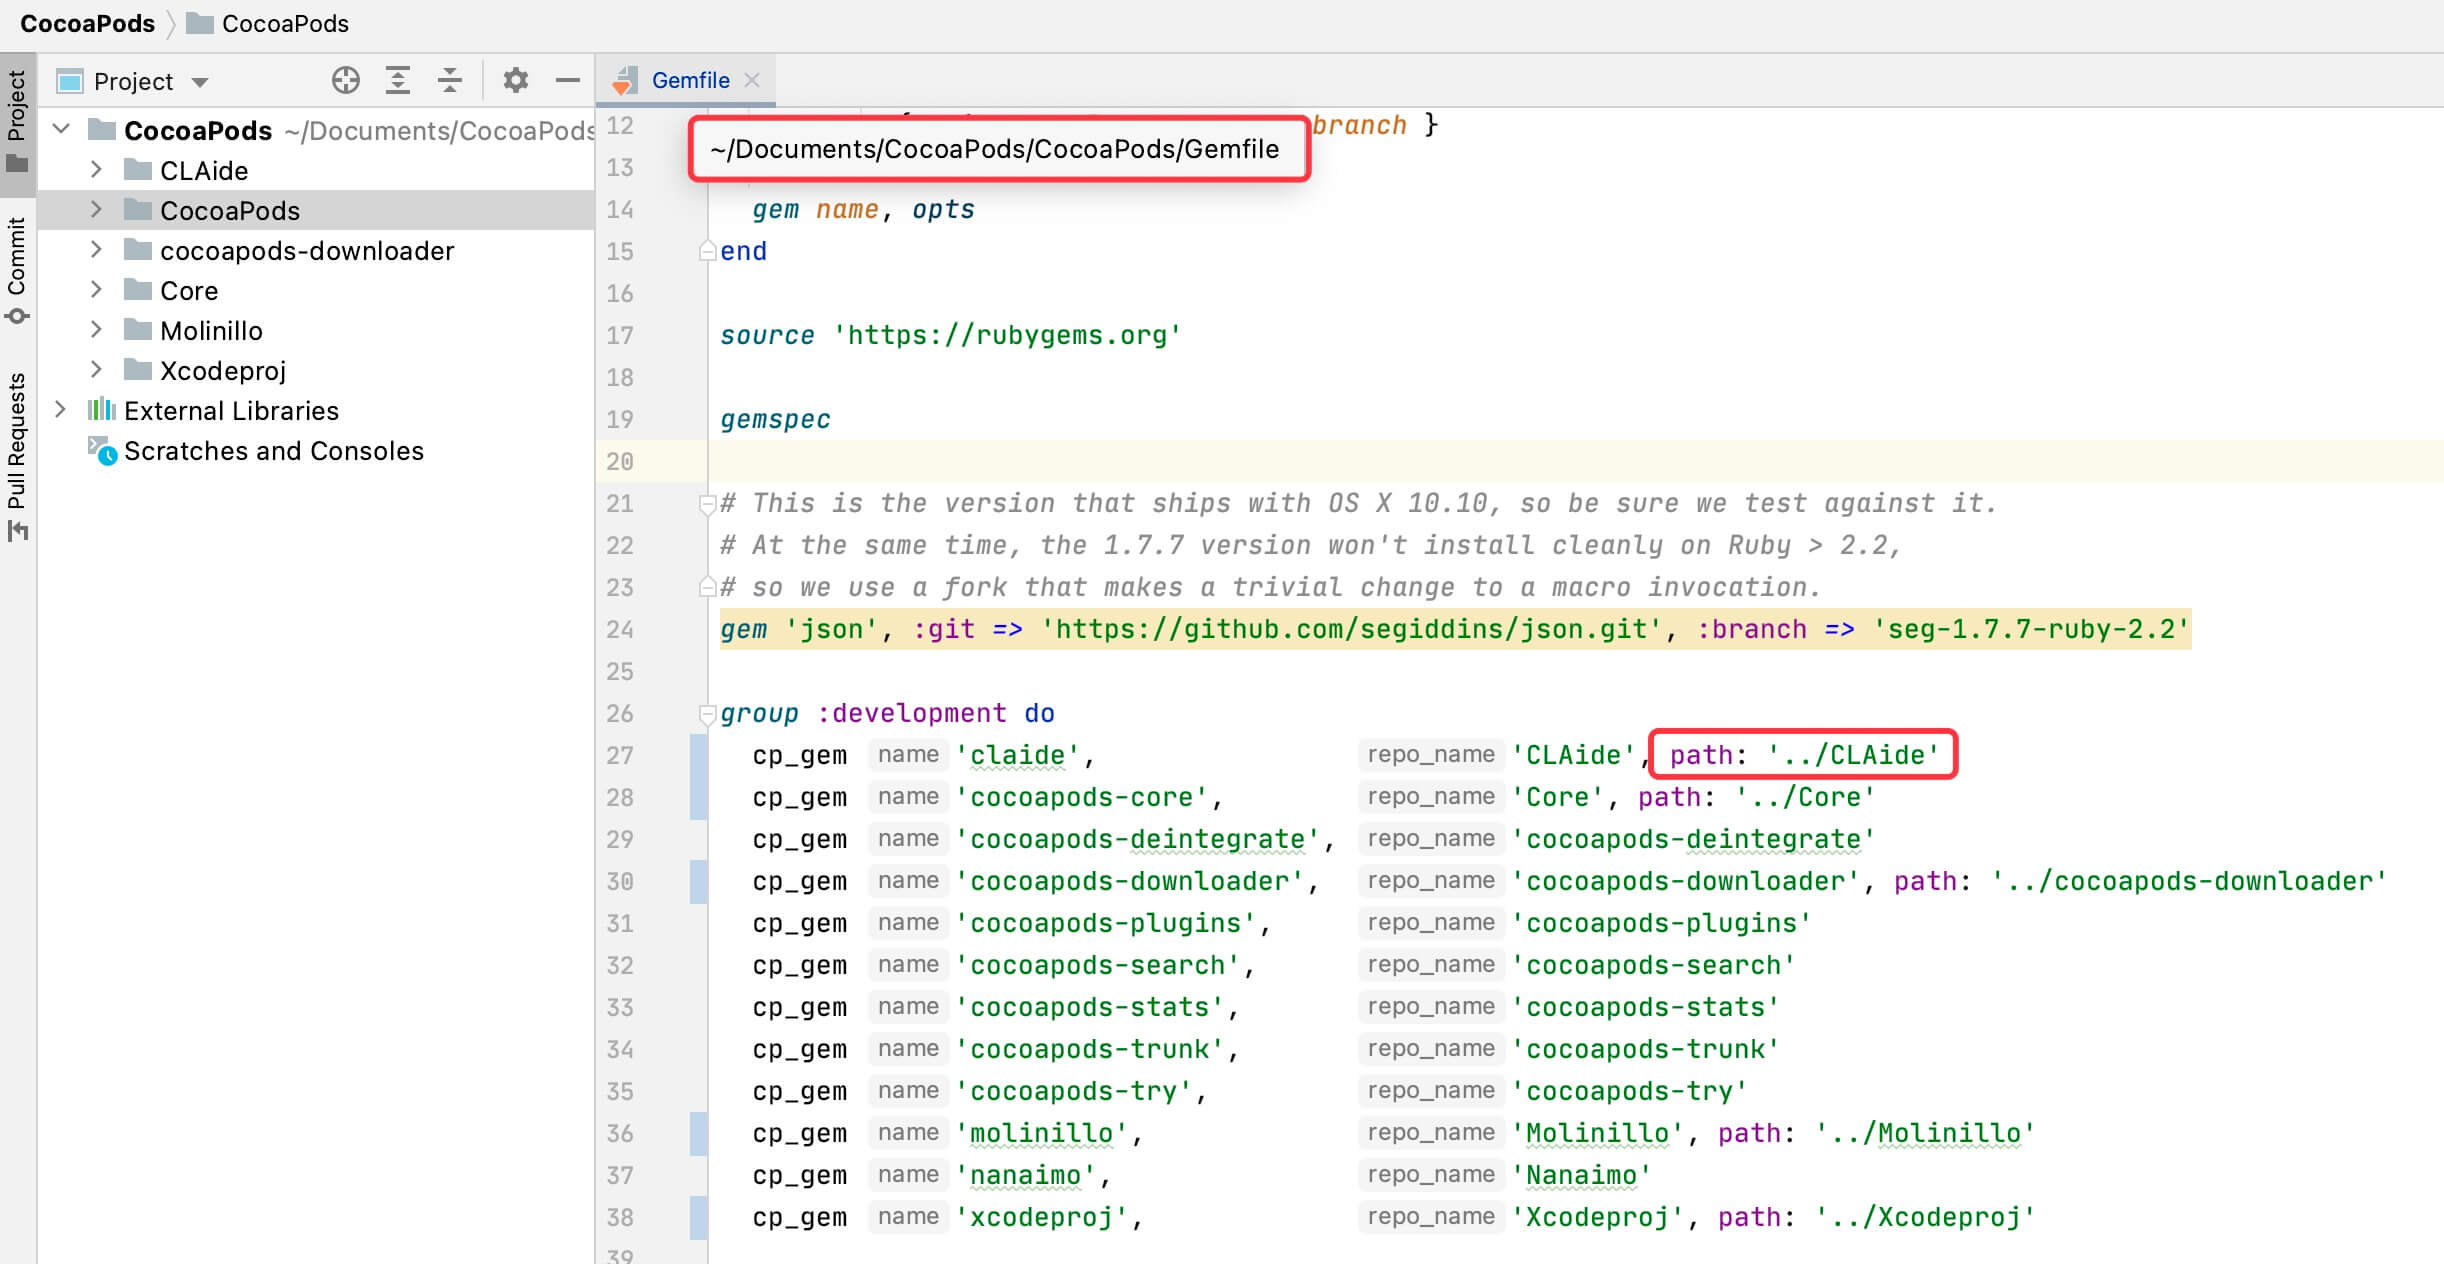 CocoaPods CocoaPods
Project
Commit
Pull Requests
Project
CocoaPods ~/Documents/CocoaPods
CLAide
CocoaPods
cocoapods-downloader
Core
Molinillo
Xcodeproj
External Libraries
Scratches and Consoles
Gemfile
~/Documents/CocoaPods/CocoaPods/Gemfile
12 branch }
13
14 gem name, opts
15 end
16
17 source 'https://rubygems.org'
18
19 gemspec
20
21 # This is the version that ships with OS X 10.10, so be sure we test against it.
22 # At the same time, the 1.7.7 version won't install cleanly on Ruby > 2.2,
23 # so we use a fork that makes a trivial change to a macro invocation.
24 gem 'json', :git => 'https://github.com/segiddins/json.git', :branch => 'seg-1.7.7-ruby-2.2'
25
26 group :development do
27 cp_gem name 'claide', repo_name 'CLAide', path: '../CLAide'
28 cp_gem name 'cocoapods-core', repo_name 'Core', path: '../Core'
29 cp_gem name 'cocoapods-deintegrate', repo_name 'cocoapods-deintegrate'
30 cp_gem name 'cocoapods-downloader', repo_name 'cocoapods-downloader', path: '../cocoapods-downloader'
31 cp_gem name 'cocoapods-plugins', repo_name 'cocoapods-plugins'
32 cp_gem name 'cocoapods-search', repo_name 'cocoapods-search'
33 cp_gem name 'cocoapods-stats', repo_name 'cocoapods-stats'
34 cp_gem name 'cocoapods-trunk', repo_name 'cocoapods-trunk'
35 cp_gem name 'cocoapods-try', repo_name 'cocoapods-try'
36 cp_gem name 'molinillo', repo_name 'Molinillo', path: '../Molinillo'
37 cp_gem name 'nanaimo', repo_name 'Nanaimo'
38 cp_gem name 'xcodeproj', repo_name 'Xcodeproj', path: '../Xcodeproj'
39